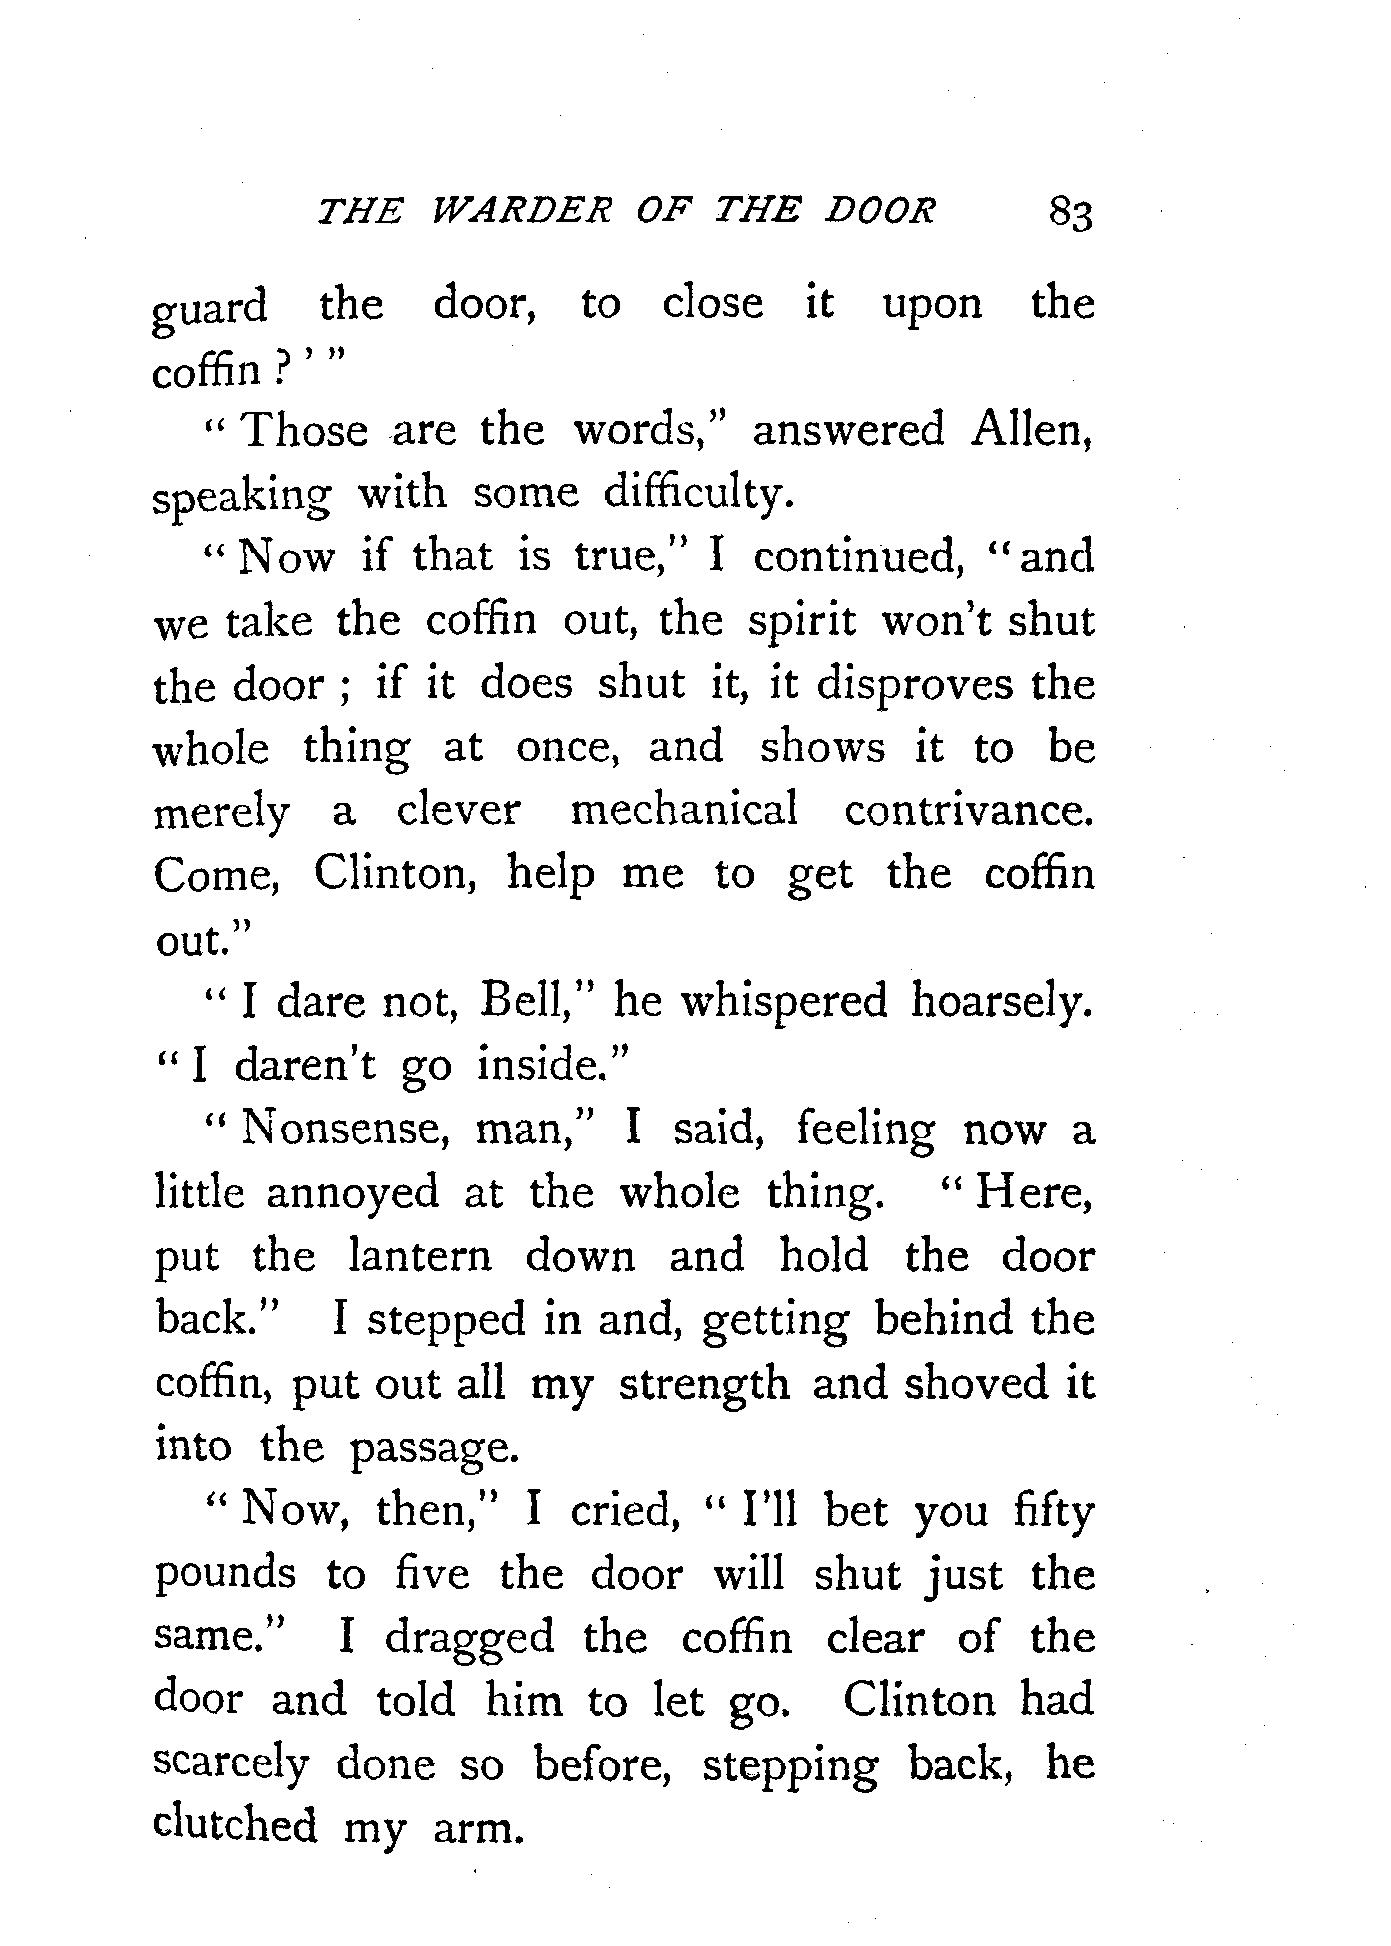 THE WARDER OF THE DOOR 83
guard the door, to close it upon the
coffin ? ' "
" Those are the words," answered Allen,
speaking with some difficulty.
" Now if that is true," I continued, " and
we take the coffin out, the spirit won't shut
the door ; if it does shut it, it disproves the
whole thing at once, and shows it to be
merely a clever mechanical contrivance.
Come, Clinton, help me to get the coffin
out."
" I dare not, Bell," he whispered hoarsely.
" I daren't go inside."
" Nonsense, man," I said, feeling now a
little annoyed at the whole thing. " Here,
put the lantern down and hold the door
back." I stepped in and, getting behind the
coffin, put out all my strength and shoved it
into the passage.
" Now, then," I cried, " I'll bet you fifty
pounds to five the door will shut just the
same." I dragged the coffin clear of the
door and told him to let go. Clinton had
scarcely done so before, stepping back, he
clutched my arm.